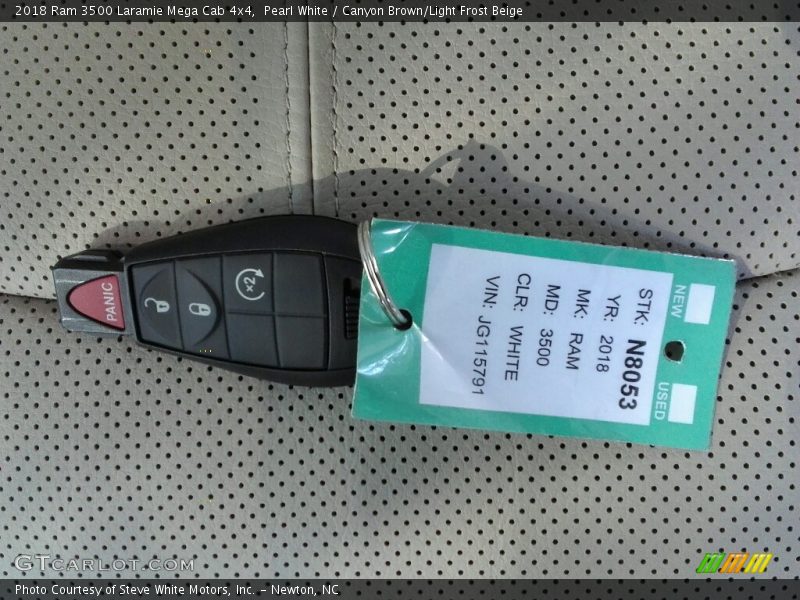 2018 Ram 3500 Laramie Mega Cab 4x4, Pearl White / Canyon Brown/Light Frost Beige
PANIC
x2
NEW
USED
STK: N8053
YR: 2018
MK: RAM
MD: 3500
CLR: WHITE
VIN: JG115791
GTCARLOT.COM
Photo Courtesy of Steve White Motors, Inc. – Newton, NC